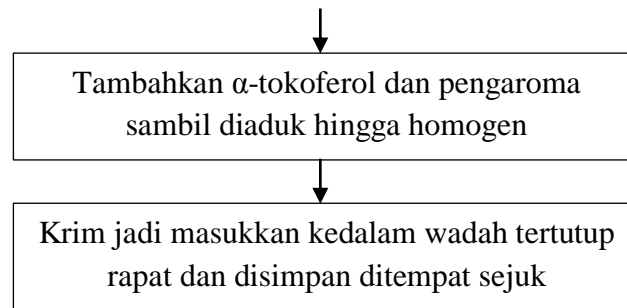 Tambahkan α-tokoferol dan pengaroma
sambil diaduk hingga homogen
Krim jadi masukkan kedalam wadah tertutup
rapat dan disimpan ditempat sejuk